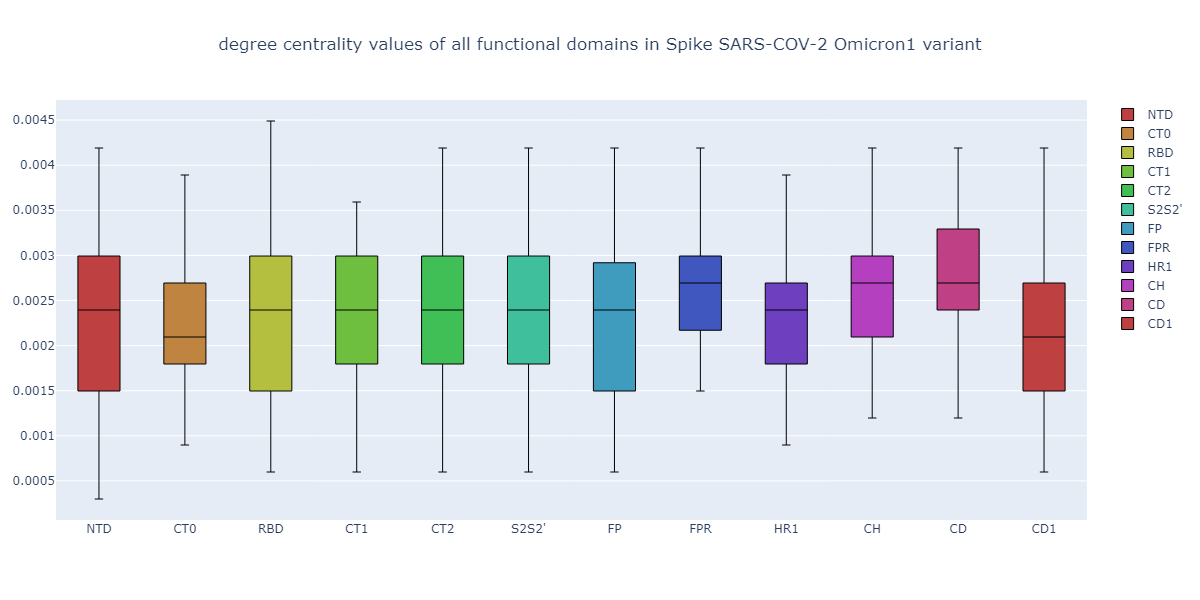 degree centrality values of all functional domains in Spike SARS-COV-2 Omicron1 variant
0.0045
0.004
0.0035
0.003
0.0025
0.002
0.0015
0.001
0.0005
NTD CT0 RBD CT1 CT2 S2S2' FP FPR HR1 CH CD CD1
NTD
CT0
RBD
CT1
CT2
S2S2'
FP
FPR
HR1
CH
CD
CD1